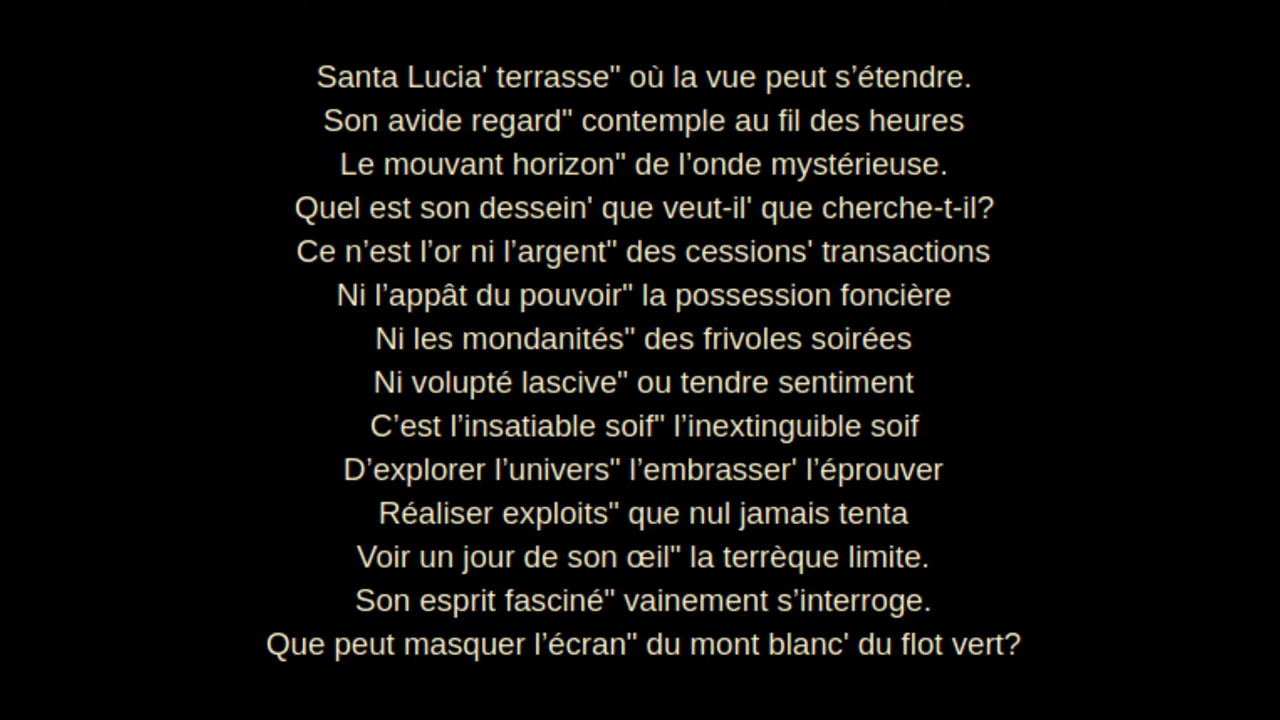 Santa Lucia' terrasse" où la vue peut s’étendre.
Son avide regard" contemple au fil des heures
Le mouvant horizon" de l’onde mystérieuse.
Quel est son dessein' que veut-il' que cherche-t-il?
Ce n’est l’or ni l’argent" des cessions' transactions
Ni l’appât du pouvoir" la possession foncière
Ni les mondanités" des frivoles soirées
Ni volupté lascive" ou tendre sentiment
C’est l’insatiable soif" l’inextinguible soif
D’explorer l’univers" l’embrasser' l’éprouver
Réaliser exploits" que nul jamais tenta
Voir un jour de son œil" la terrèque limite.
Son esprit fasciné" vainement s’interroge.
Que peut masquer l’écran" du mont blanc' du flot vert?